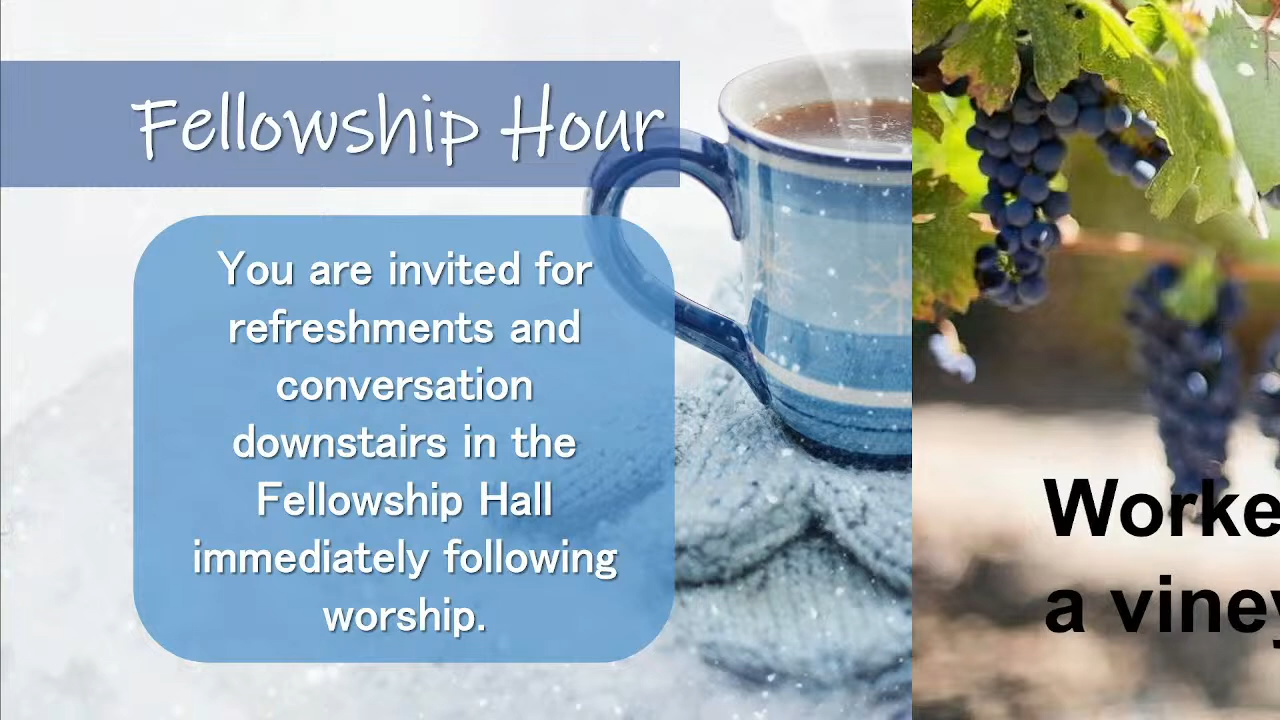 Fellowship Hour
You are invited for
refreshments and
conversation
downstairs in the
Fellowship Hall
immediately following
worship.
a